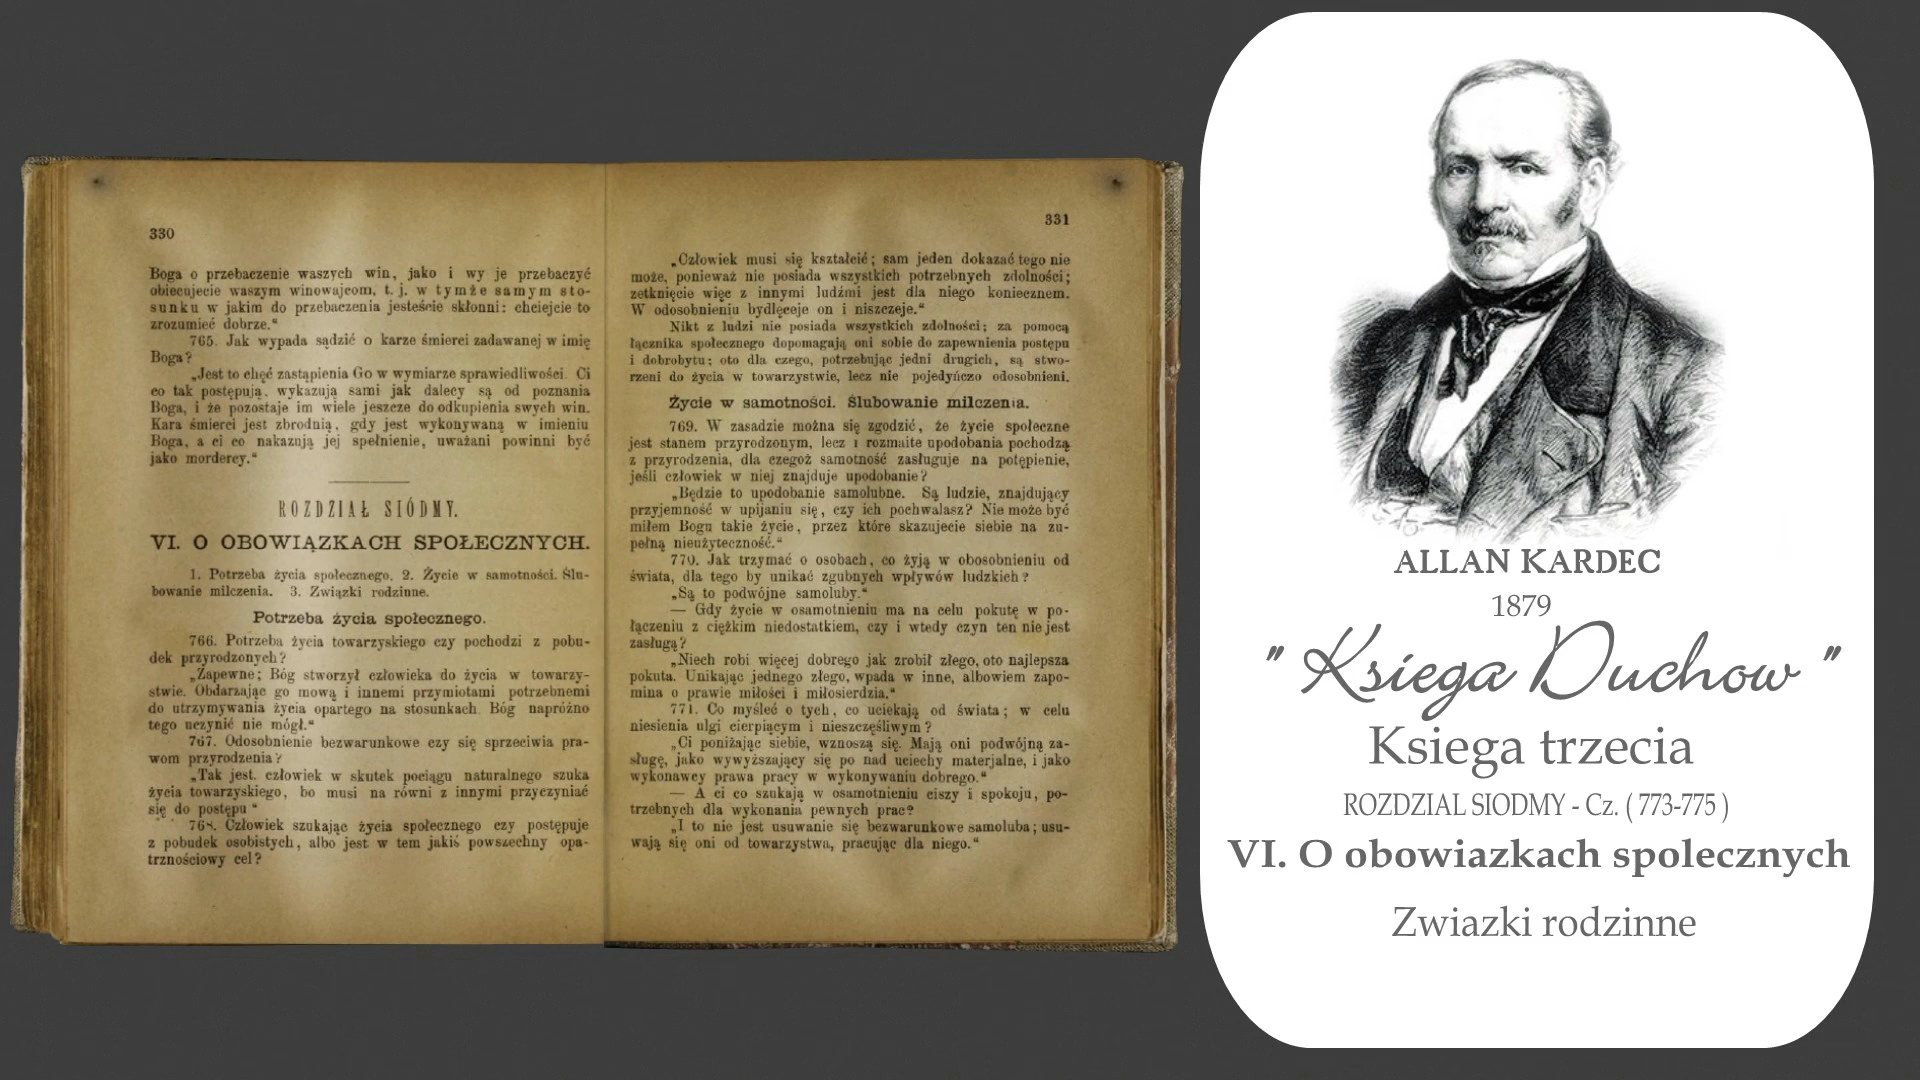 330
Boga o przebaczenie waszych win, jako i wy je przebaczyć
obiecujecie waszym winowajcom, t. j. w tymże samym sto-
sunku w jakim do przebaczenia jesteście skłonni: chciejcie to
zrozumieć dobrze.“
765. Jak wypada sądzić o karze śmierci zadawanej w imię
Boga?
„Jest to chęć zastąpienia Go w wymiarze sprawiedliwości. Ci
co tak postępują, wykazują sami jak dalecy są od poznania
Boga, i że pozostaje im wiele jeszcze do odkupienia swych win.
Kara śmierci jest zbrodnią, gdy jest wykonywaną w imieniu
Boga, a ci co nakazują jej spełnienie, uważani powinni być
jako mordercy.“
ROZDZIAŁ SIÓDMY.
VI. O OBOWIĄZKACH SPOŁECZNYCH.
1. Potrzeba życia społecznego. 2. Życie w samotności. Ślu-
bowanie milczenia. 3. Związki rodzinne.
Potrzeba życia społecznego.
766. Potrzeba życia towarzyskiego czy pochodzi z pobu-
dek przyrodzonych?
„Zapewne; Bóg stworzył człowieka do życia w towarzy-
stwie. Obdarzając go mową i innemi przymiotami potrzebnemi
do utrzymywania życia opartego na stosunkach Bóg napróżno
tego uczynić nie mógł.“
767. Odosobnienie bezwarunkowe czy się sprzeciwia pra-
wom przyrodzenia?
„Tak jest. człowiek w skutek pociągu naturalnego szuka
życia towarzyskiego, bo musi na równi z innymi przyczyniać
się do postępu “
768. Człowiek szukając życia społecznego czy postępuje
z pobudek osobistych, albo jest w tem jakiś powszechny opa-
trznościowy cel?
331
„Człowiek musi się kształcić; sam jeden dokazać tego nie
może, ponieważ nie posiada wszystkich potrzebnych zdolności;
zetknięcie więc z innymi ludźmi jest dla niego koniecznem.
W odosobnieniu bydlęceje on i niszczeje.“
Nikt z ludzi nie posiada wszystkich zdolności; za pomocą
łącznika społecznego dopomagają oni sobie do zapewnienia postępu
i dobrobytu; oto dla czego, potrzebując jedni drugich, są stwo-
rzeni do życia w towarzystwie, lecz nie pojedyńczo odosobnieni.
Życie w samotności. Ślubowanie milczenia.
769. W zasadzie można się zgodzić, że życie społeczne
jest stanem przyrodzonym, lecz i rozmaite upodobania pochodzą
z przyrodzenia, dla czegoż samotność zasługuje na potępienie,
jeśli człowiek w niej znajduje upodobanie?
„Będzie to upodobanie samolubne. Są ludzie, znajdujący
przyjemność w upijaniu się, czy ich pochwalasz? Nie może być
miłem Bogu takie życie, przez które skazujecie siebie na zu-
pełną nieużyteczność.“
770. Jak trzymać o osobach, co żyją w obosobnieniu od
świata, dla tego by unikać zgubnych wpływów ludzkich?
„Są to podwójne samoluby.“
— Gdy życie w osamotnieniu ma na celu pokutę w po-
łączeniu z ciężkim niedostatkiem, czy i wtedy czyn ten nie jest
zasługą?
„Niech robi więcej dobrego jak zrobił złego, oto najlepsza
pokuta. Unikając jednego złego, wpada w inne, albowiem zapo-
mina o prawie miłości i miłosierdzia.“
771. Co myśleć o tych, co uciekają od świata; w celu
niesienia ulgi cierpiącym i nieszczęśliwym?
„Ci poniżając siebie, wznoszą się. Mają oni podwójną za-
sługę, jako wywyższający się po nad uciechy materjalne, i jako
wykonawcy prawa pracy w wykonywaniu dobrego.“
— A ci co szukają w osamotnieniu ciszy i spokoju, po-
trzebnych dla wykonania pewnych prac?
„I to nie jest usuwanie się bezwarunkowe samoluba; usu-
wają się oni od towarzystwa, pracując dla niego.“
ALLAN KARDEC
1879
" Ksiega Duchow "
Ksiega trzecia
ROZDZIAL SIODMY - Cz. ( 773-775 )
VI. O obowiazkach spolecznych
Zwiazki rodzinne